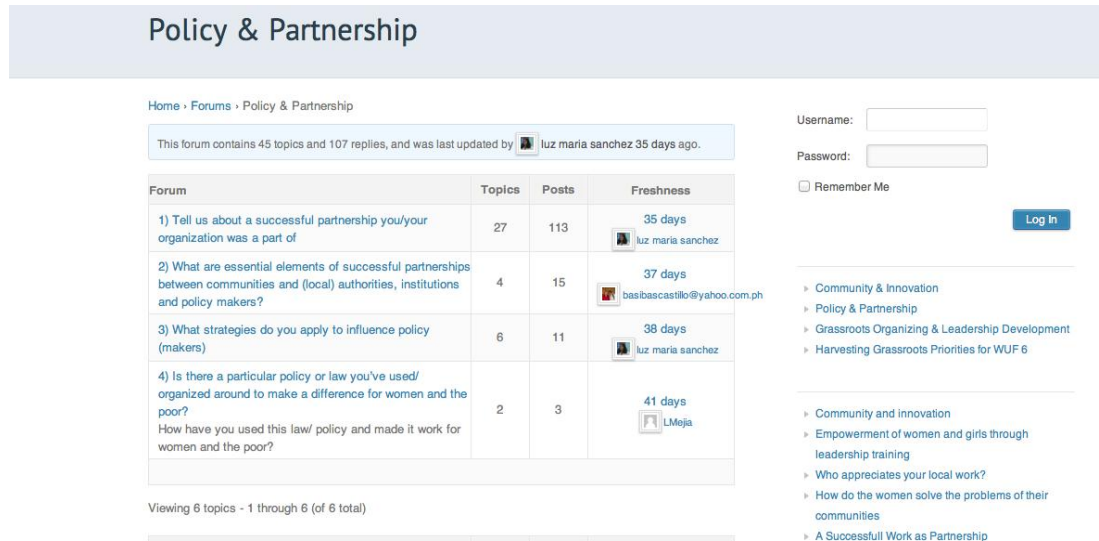 Policy & Partnership
Home › Forums › Policy & Partnership
This forum contains 45 topics and 107 replies, and was last updated by luz maria sanchez 35 days ago.
Forum Topics Posts Freshness
1) Tell us about a successful partnership you/your
organization was a part of
27 113
35 days
luz maria sanchez
2) What are essential elements of successful partnerships
between communities and (local) authorities, institutions
and policy makers?
4 15
37 days
basibascastillo@yahoo.com.ph
3) What strategies do you apply to influence policy
(makers)
6 11
38 days
luz maria sanchez
4) Is there a particular policy or law you've used/
organized around to make a difference for women and the
poor?
How have you used this law/ policy and made it work for
women and the poor?
2 3
41 days
LMejia
Viewing 6 topics - 1 through 6 (of 6 total)
Username:
Password:
Remember Me
Log In
Community & Innovation
Policy & Partnership
Grassroots Organizing & Leadership Development
Harvesting Grassroots Priorities for WUF 6
Community and innovation
Empowerment of women and girls through
leadership training
Who appreciates your local work?
How do the women solve the problems of their
communities
A Successfull Work as Partnership